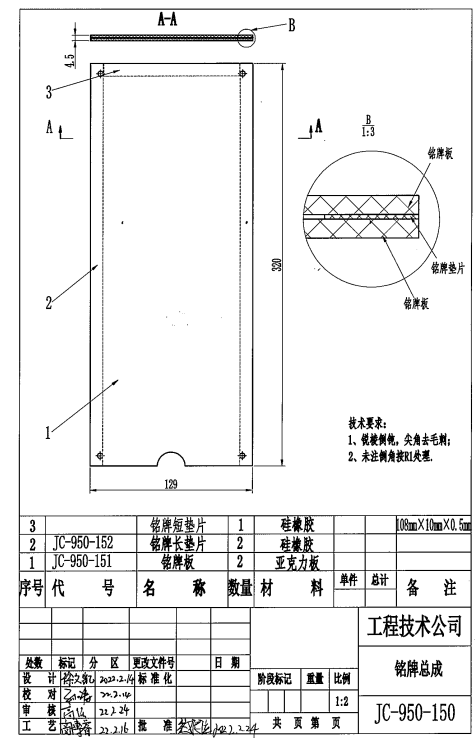 A-A
B
4.5
3
A
A
B
1:3
铭牌板
铭牌垫片
铭牌板
320
2
1
129
技术要求:
1、锐棱倒钝,尖角去毛刺;
2、未注倒角按R1处理.
3 铭牌短垫片 1 硅橡胶 108mm×10mm×0.5mm
2 JC-950-152 铭牌长垫片 2 硅橡胶
1 JC-950-151 铭牌板 2 亚克力板
序号 代 号 名 称 数量 材 料 单件 总计 备 注
工程技术公司
处数 标记 分 区 更改文件号 日 期
铭牌总成
设 计 2022.2.14 标准化
阶段标记 重量 比例
校 对 22.2.14
1:2
审 核 22.2.24
JC-950-150
工 艺 22.2.16 批 准 2022.2.24
共 页 第 页